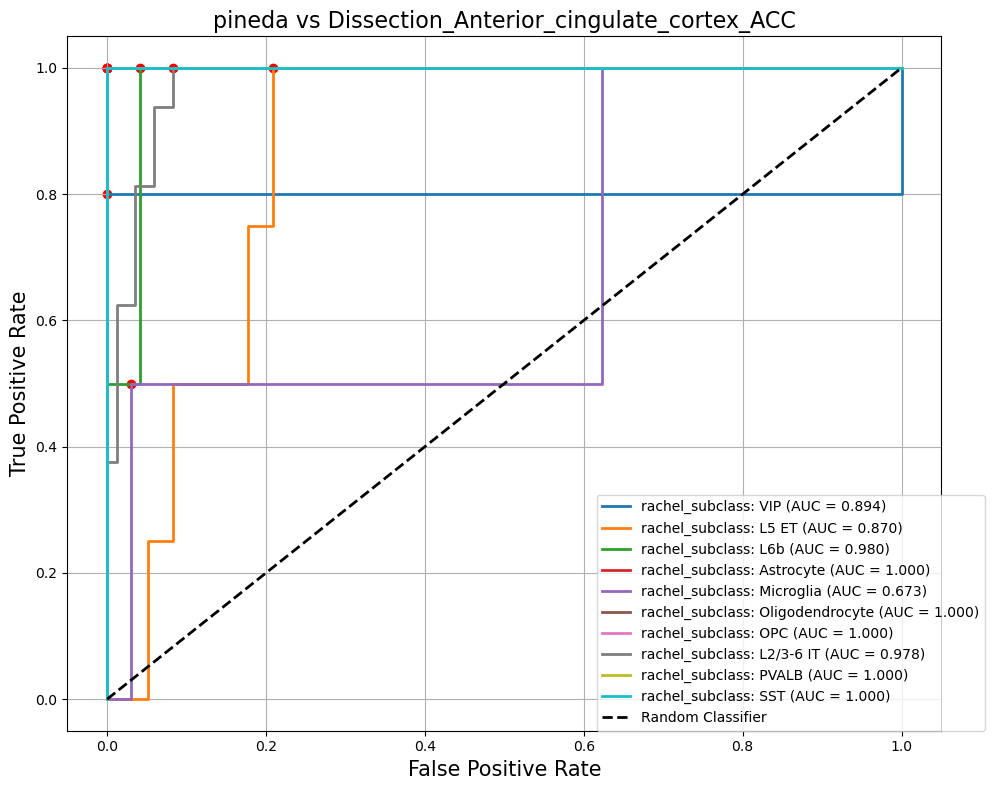 pineda vs Dissection_Anterior_cingulate_cortex_ACC
True Positive Rate
1.0
0.8
0.6
0.4
0.2
0.0
rachel_subclass: VIP (AUC = 0.894)
rachel_subclass: L5 ET (AUC = 0.870)
rachel_subclass: L6b (AUC = 0.980)
rachel_subclass: Astrocyte (AUC = 1.000)
rachel_subclass: Microglia (AUC = 0.673)
rachel_subclass: Oligodendrocyte (AUC = 1.000)
rachel_subclass: OPC (AUC = 1.000)
rachel_subclass: L2/3-6 IT (AUC = 0.978)
rachel_subclass: PVALB (AUC = 1.000)
rachel_subclass: SST (AUC = 1.000)
Random Classifier
0.0 0.2 0.4 0.6 0.8 1.0
False Positive Rate